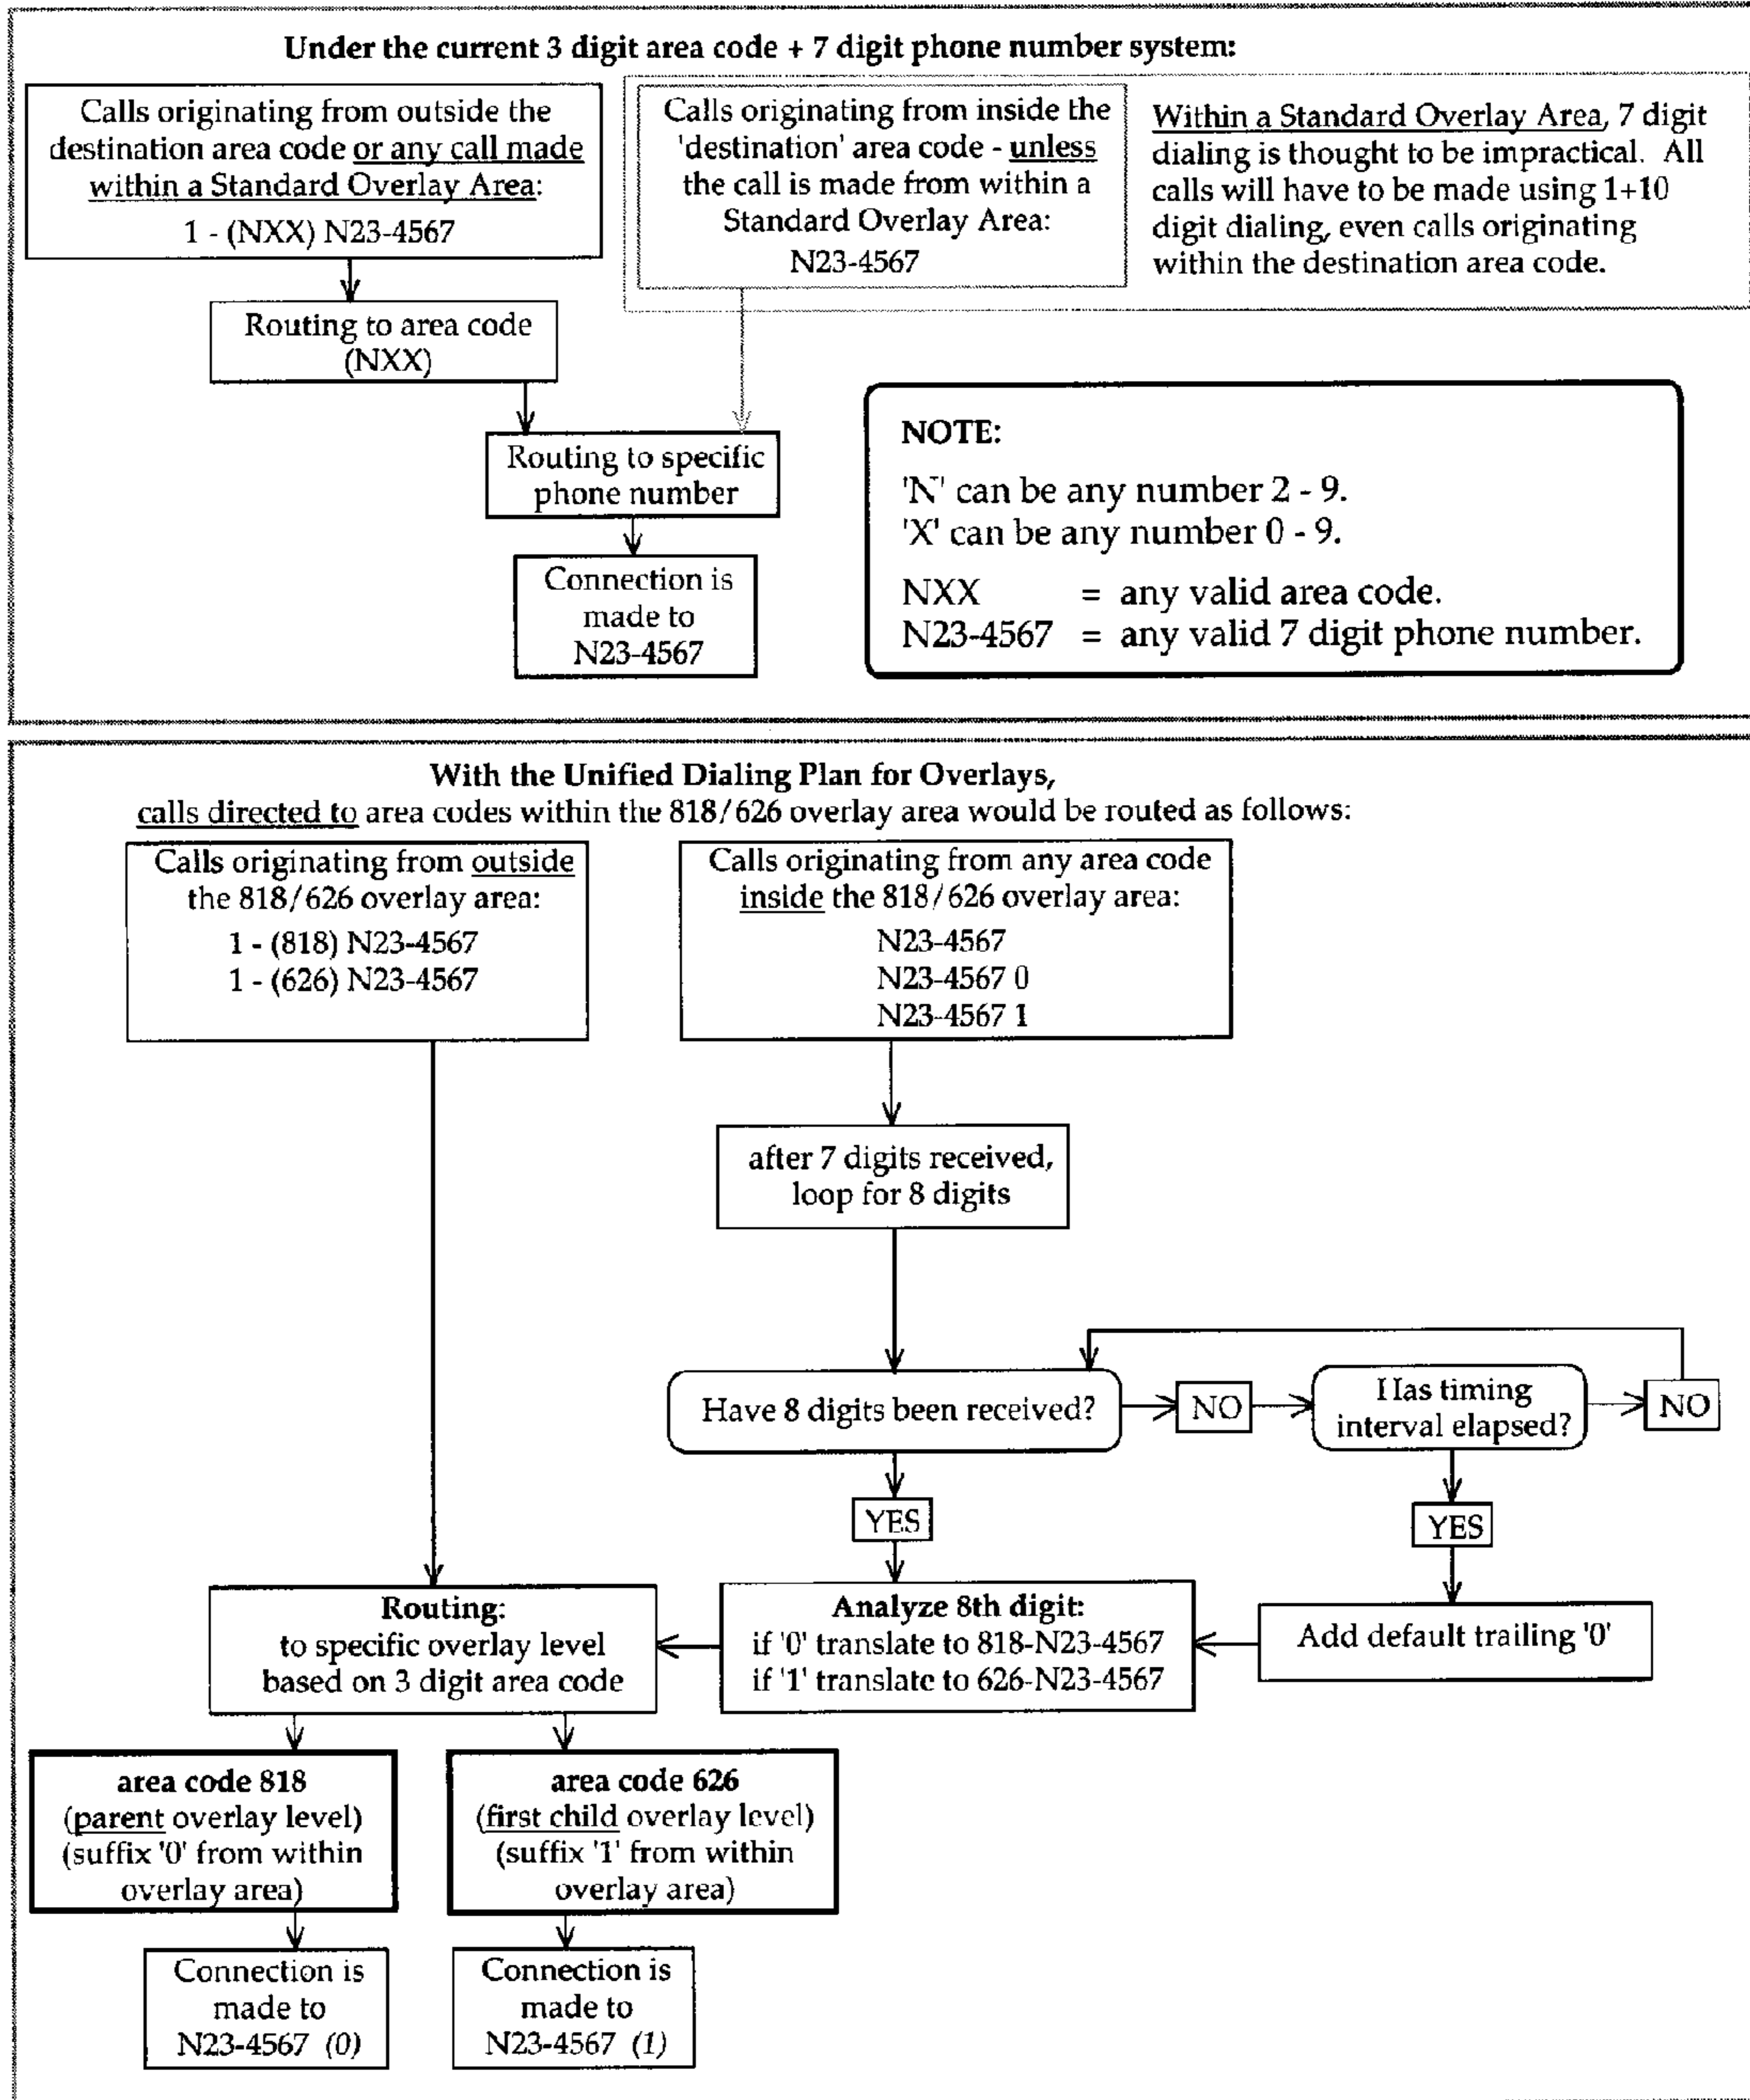 Under the current 3 digit area code + 7 digit phone number system:
Calls originating from outside the
destination area code or any call made
within a Standard Overlay Area:
1 - (NXX) N23-4567
Calls originating from inside the
'destination' area code - unless
the call is made from within a
Standard Overlay Area:
N23-4567
Within a Standard Overlay Area, 7 digit
dialing is thought to be impractical. All
calls will have to be made using 1+10
digit dialing, even calls originating
within the destination area code.
Routing to area code
(NXX)
Routing to specific
phone number
Connection is
made to
N23-4567
NOTE:
'N' can be any number 2 - 9.
'X' can be any number 0 - 9.
NXX = any valid area code.
N23-4567 = any valid 7 digit phone number.
With the Unified Dialing Plan for Overlays,
calls directed to area codes within the 818/626 overlay area would be routed as follows:
Calls originating from outside
the 818/626 overlay area:
1 - (818) N23-4567
1 - (626) N23-4567
Calls originating from any area code
inside the 818/626 overlay area:
N23-4567
N23-4567 0
N23-4567 1
after 7 digits received,
loop for 8 digits
Have 8 digits been received?
NO
Has timing
interval elapsed?
NO
YES
YES
Routing:
to specific overlay level
based on 3 digit area code
Analyze 8th digit:
if '0' translate to 818-N23-4567
if '1' translate to 626-N23-4567
Add default trailing '0'
area code 818
(parent overlay level)
(suffix '0' from within
overlay area)
area code 626
(first child overlay level)
(suffix '1' from within
overlay area)
Connection is
made to
N23-4567 (0)
Connection is
made to
N23-4567 (1)